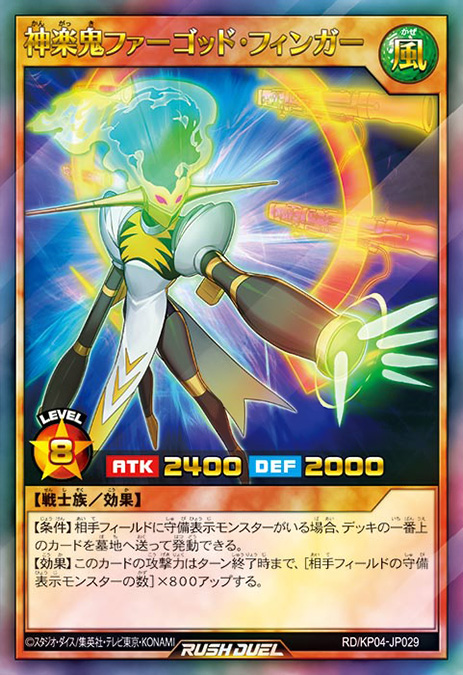 神楽鬼ファーゴッド・フィンガー
風
LEVEL
8
ATK 2400 DEF 2000
【戦士族/効果】
【条件】相手フィールドに守備表示モンスターがいる場合、デッキの一番上
のカードを墓地へ送って発動できる。
【効果】このカードの攻撃力はターン終了時まで、[相手フィールドの守備
表示モンスターの数]×800アップする。
©スタジオ・ダイス/集英社・テレビ東京・KONAMI
RUSH DUEL
RD/KP04-JP029